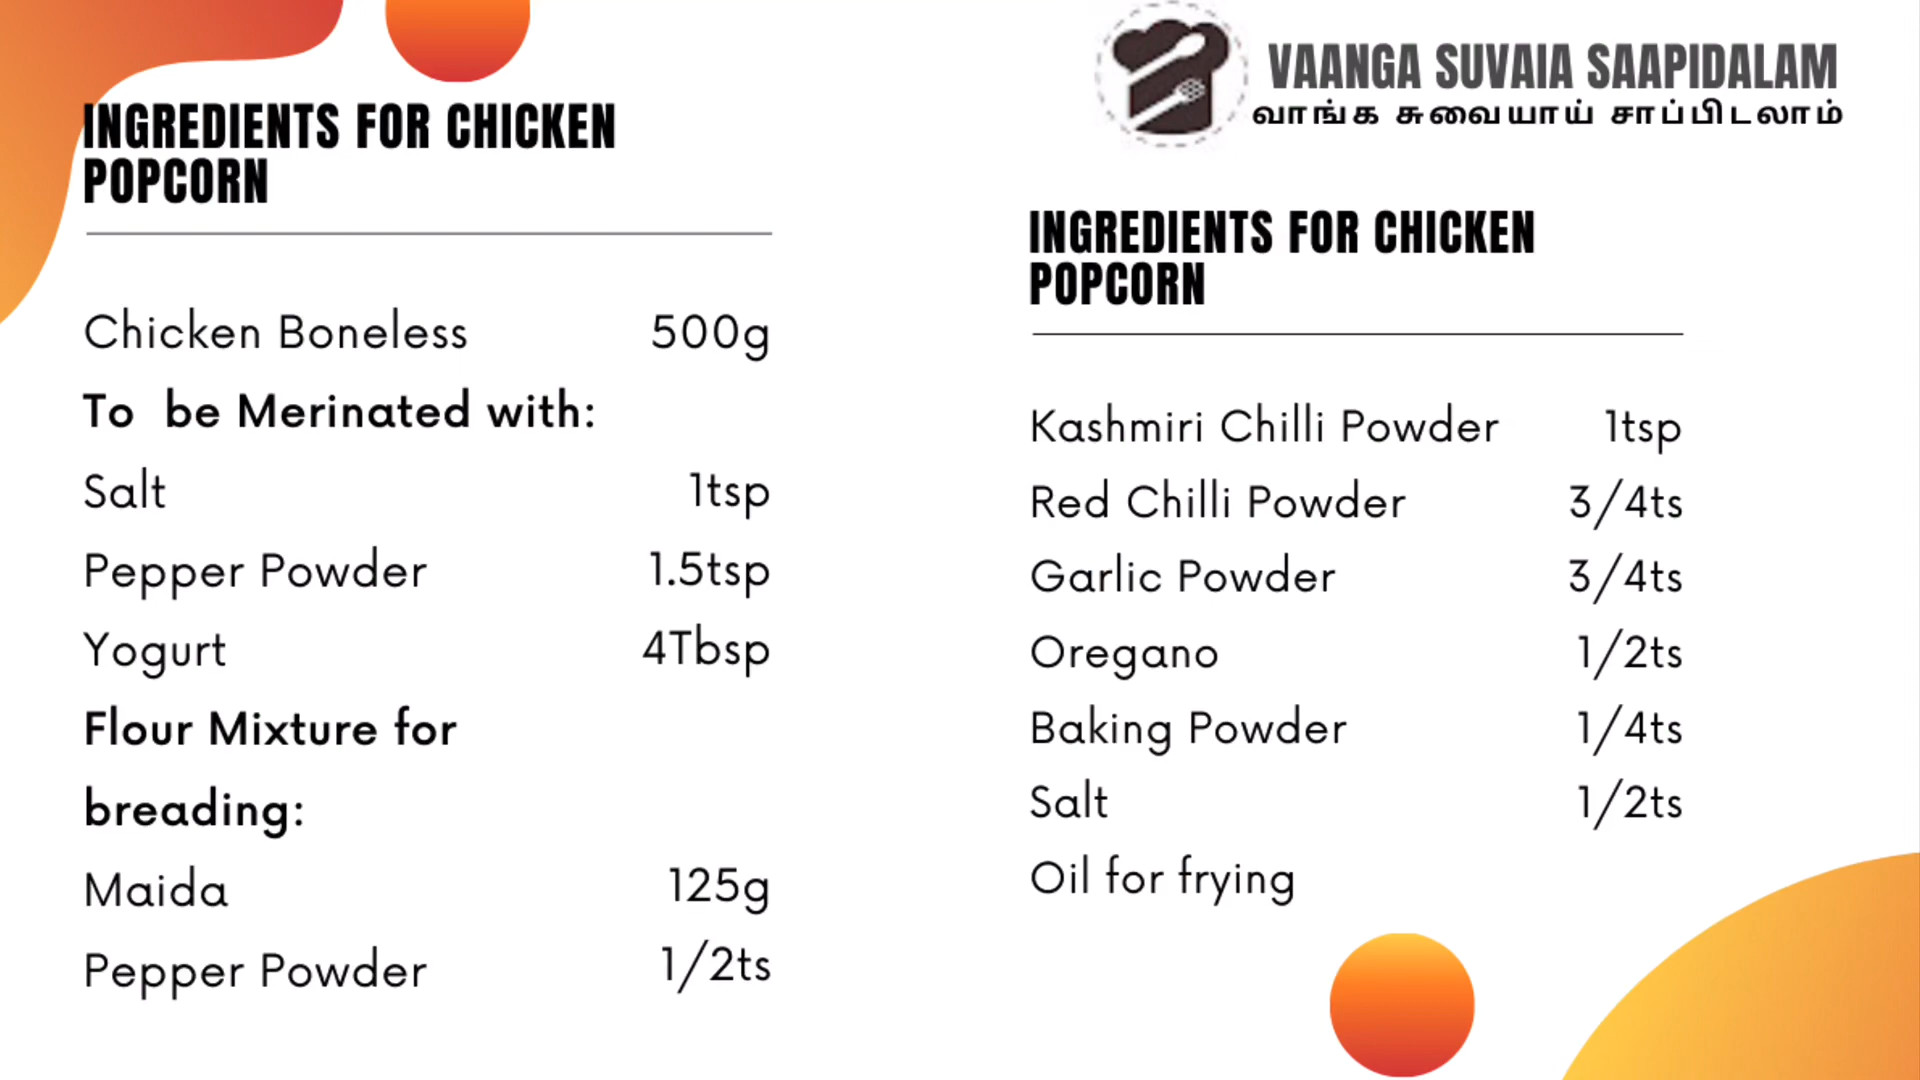 INGREDIENTS FOR CHICKEN
POPCORN
Chicken Boneless 500g
To be Merinated with:
Salt 1tsp
Pepper Powder 1.5tsp
Yogurt 4Tbsp
Flour Mixture for
breading:
Maida 125g
Pepper Powder 1/2ts
VAANGA SUVAIA SAAPIDALAM
வாங்க சுவையாய் சாப்பிடலாம்
INGREDIENTS FOR CHICKEN
POPCORN
Kashmiri Chilli Powder 1tsp
Red Chilli Powder 3/4ts
Garlic Powder 3/4ts
Oregano 1/2ts
Baking Powder 1/4ts
Salt 1/2ts
Oil for frying